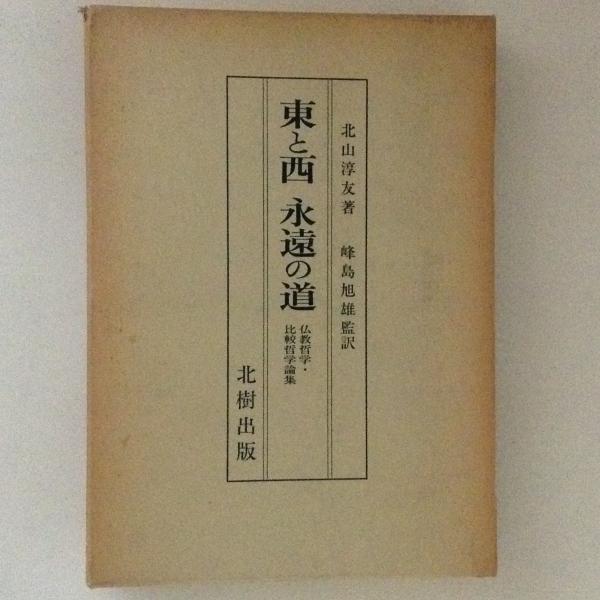 北山淳友著 峰島旭雄監訳
東と西 永遠の道
仏教哲学・
比較哲学論集
北樹出版